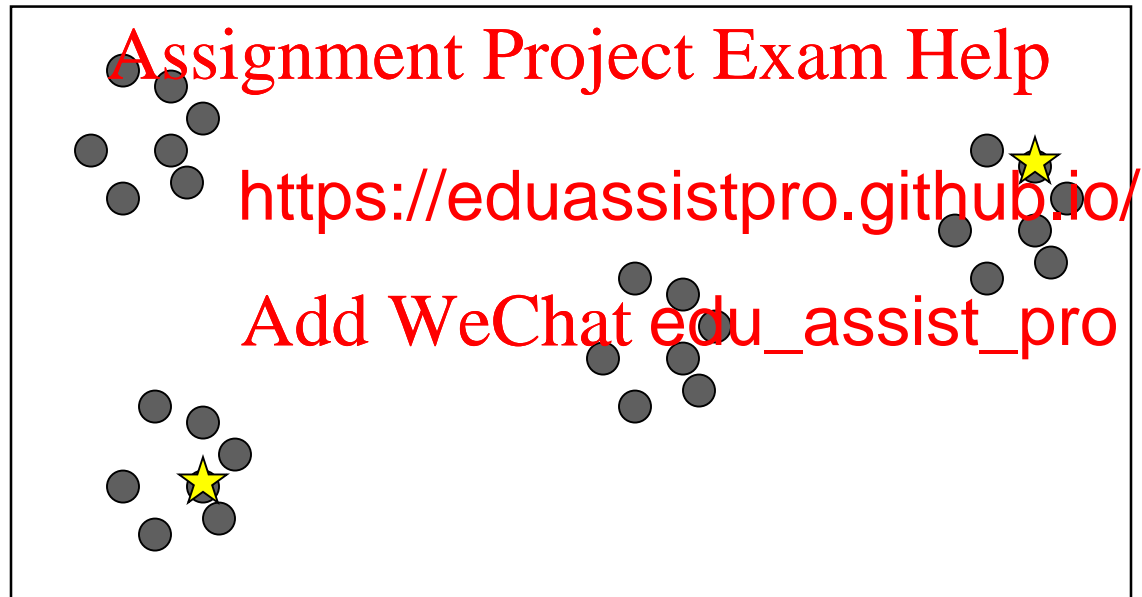 Assignment Project Exam Help
https://eduassistpro.github.io/
Add WeChat edu_assist_pro